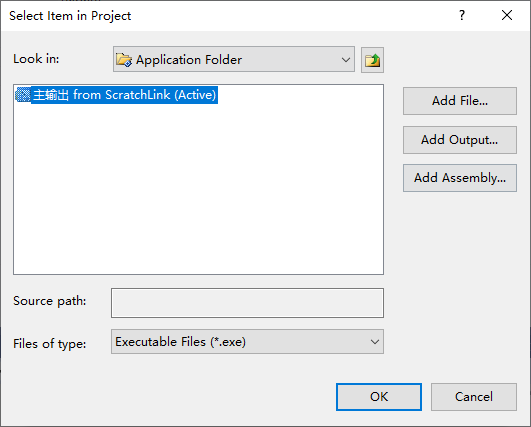 Select Item in Project
Look in:
Application Folder
主输出 from ScratchLink (Active)
Add File...
Add Output...
Add Assembly...
Source path:
Files of type:
Executable Files (*.exe)
OK
Cancel